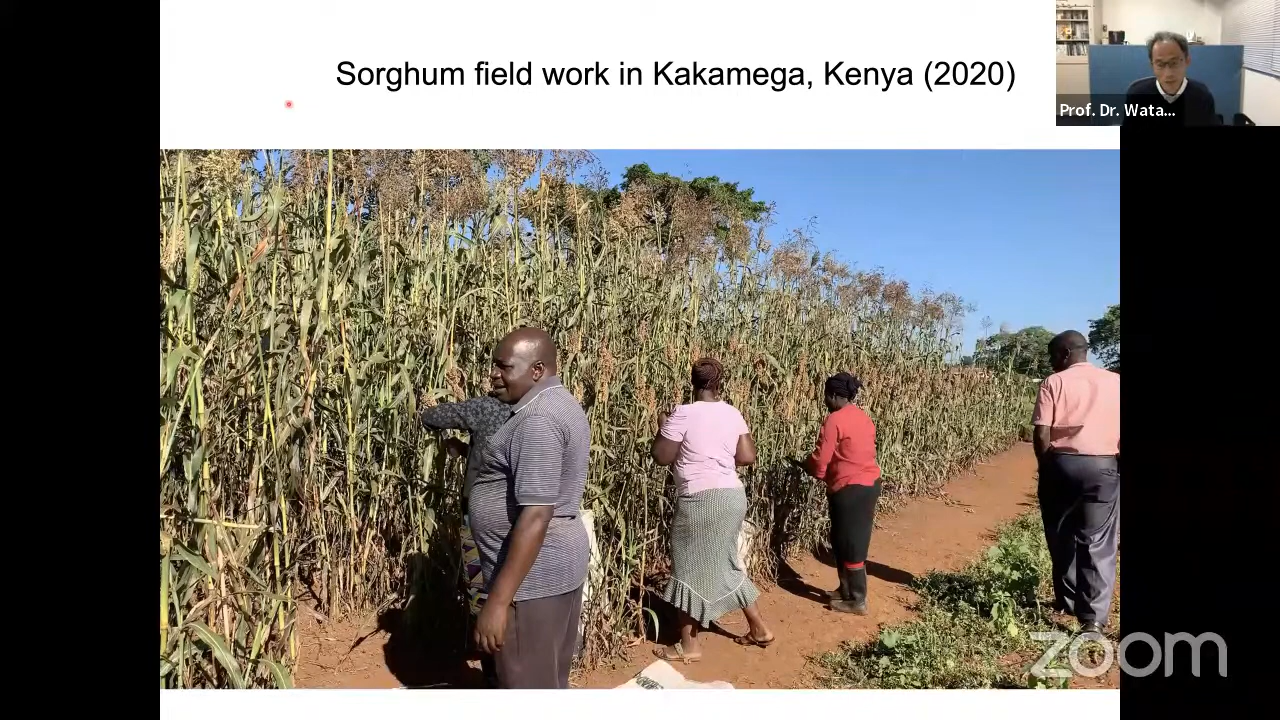 Sorghum field work in Kakamega, Kenya (2020)
Prof. Dr. Wata...
zoom